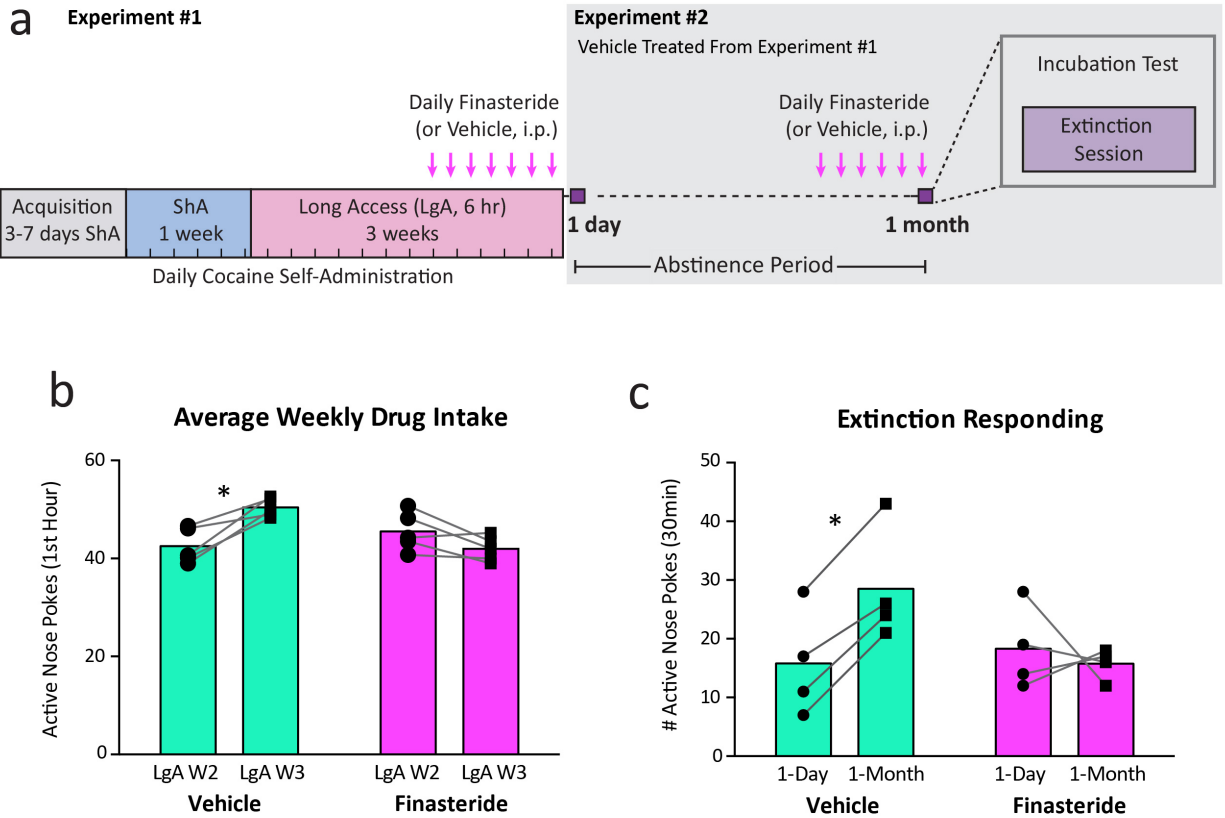 a
Experiment #1
Experiment #2
Vehicle Treated From Experiment #1
Daily Finasteride
(or Vehicle, i.p.)
Daily Finasteride
(or Vehicle, i.p.)
Incubation Test
Extinction
Session
Acquisition
3-7 days ShA
ShA
1 week
Long Access (LgA, 6 hr)
3 weeks
1 day
1 month
Abstinence Period
Daily Cocaine Self-Administration
b
Average Weekly Drug Intake
Active Nose Pokes (1st Hour)
60
40
20
0
*
LgA W2
LgA W3
LgA W2
LgA W3
Vehicle
Finasteride
c
Extinction Responding
# Active Nose Pokes (30min)
50
40
30
20
10
0
*
1-Day
1-Month
1-Day
1-Month
Vehicle
Finasteride